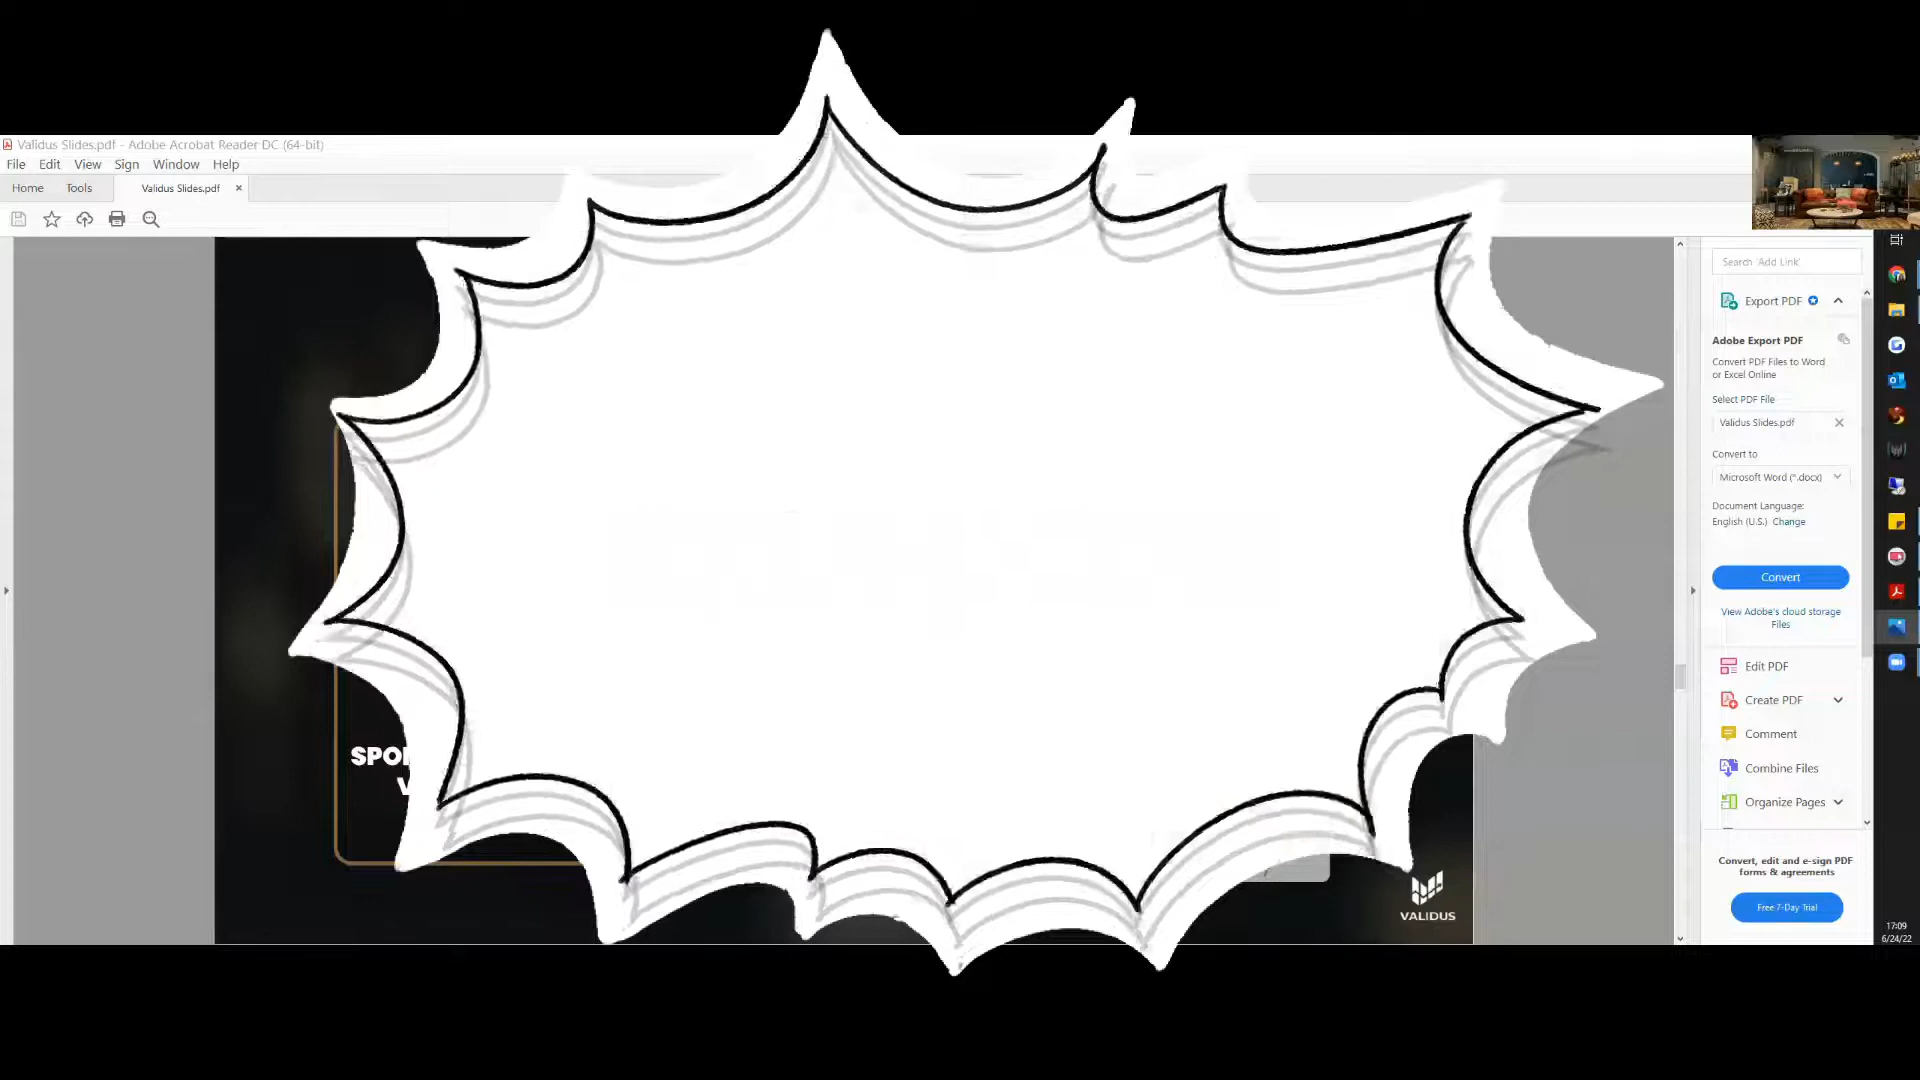 Validus Slides.pdf - Adobe Acrobat Reader DC (64-bit)
File Edit View Sign Window Help
Home Tools Validus Slides.pdf ×
Search 'Add Link'
Export PDF
Adobe Export PDF
Convert PDF Files to Word
or Excel Online
Select PDF File
Validus Slides.pdf
Convert to
Microsoft Word (*.docx)
Document Language:
English (U.S.) Change
Convert
View Adobe's cloud storage
Files
Edit PDF
Create PDF
Comment
Combine Files
Organize Pages
Convert, edit and e-sign PDF
forms & agreements
Free 7-Day Trial
SPO
VALIDUS
17:09
6/24/22